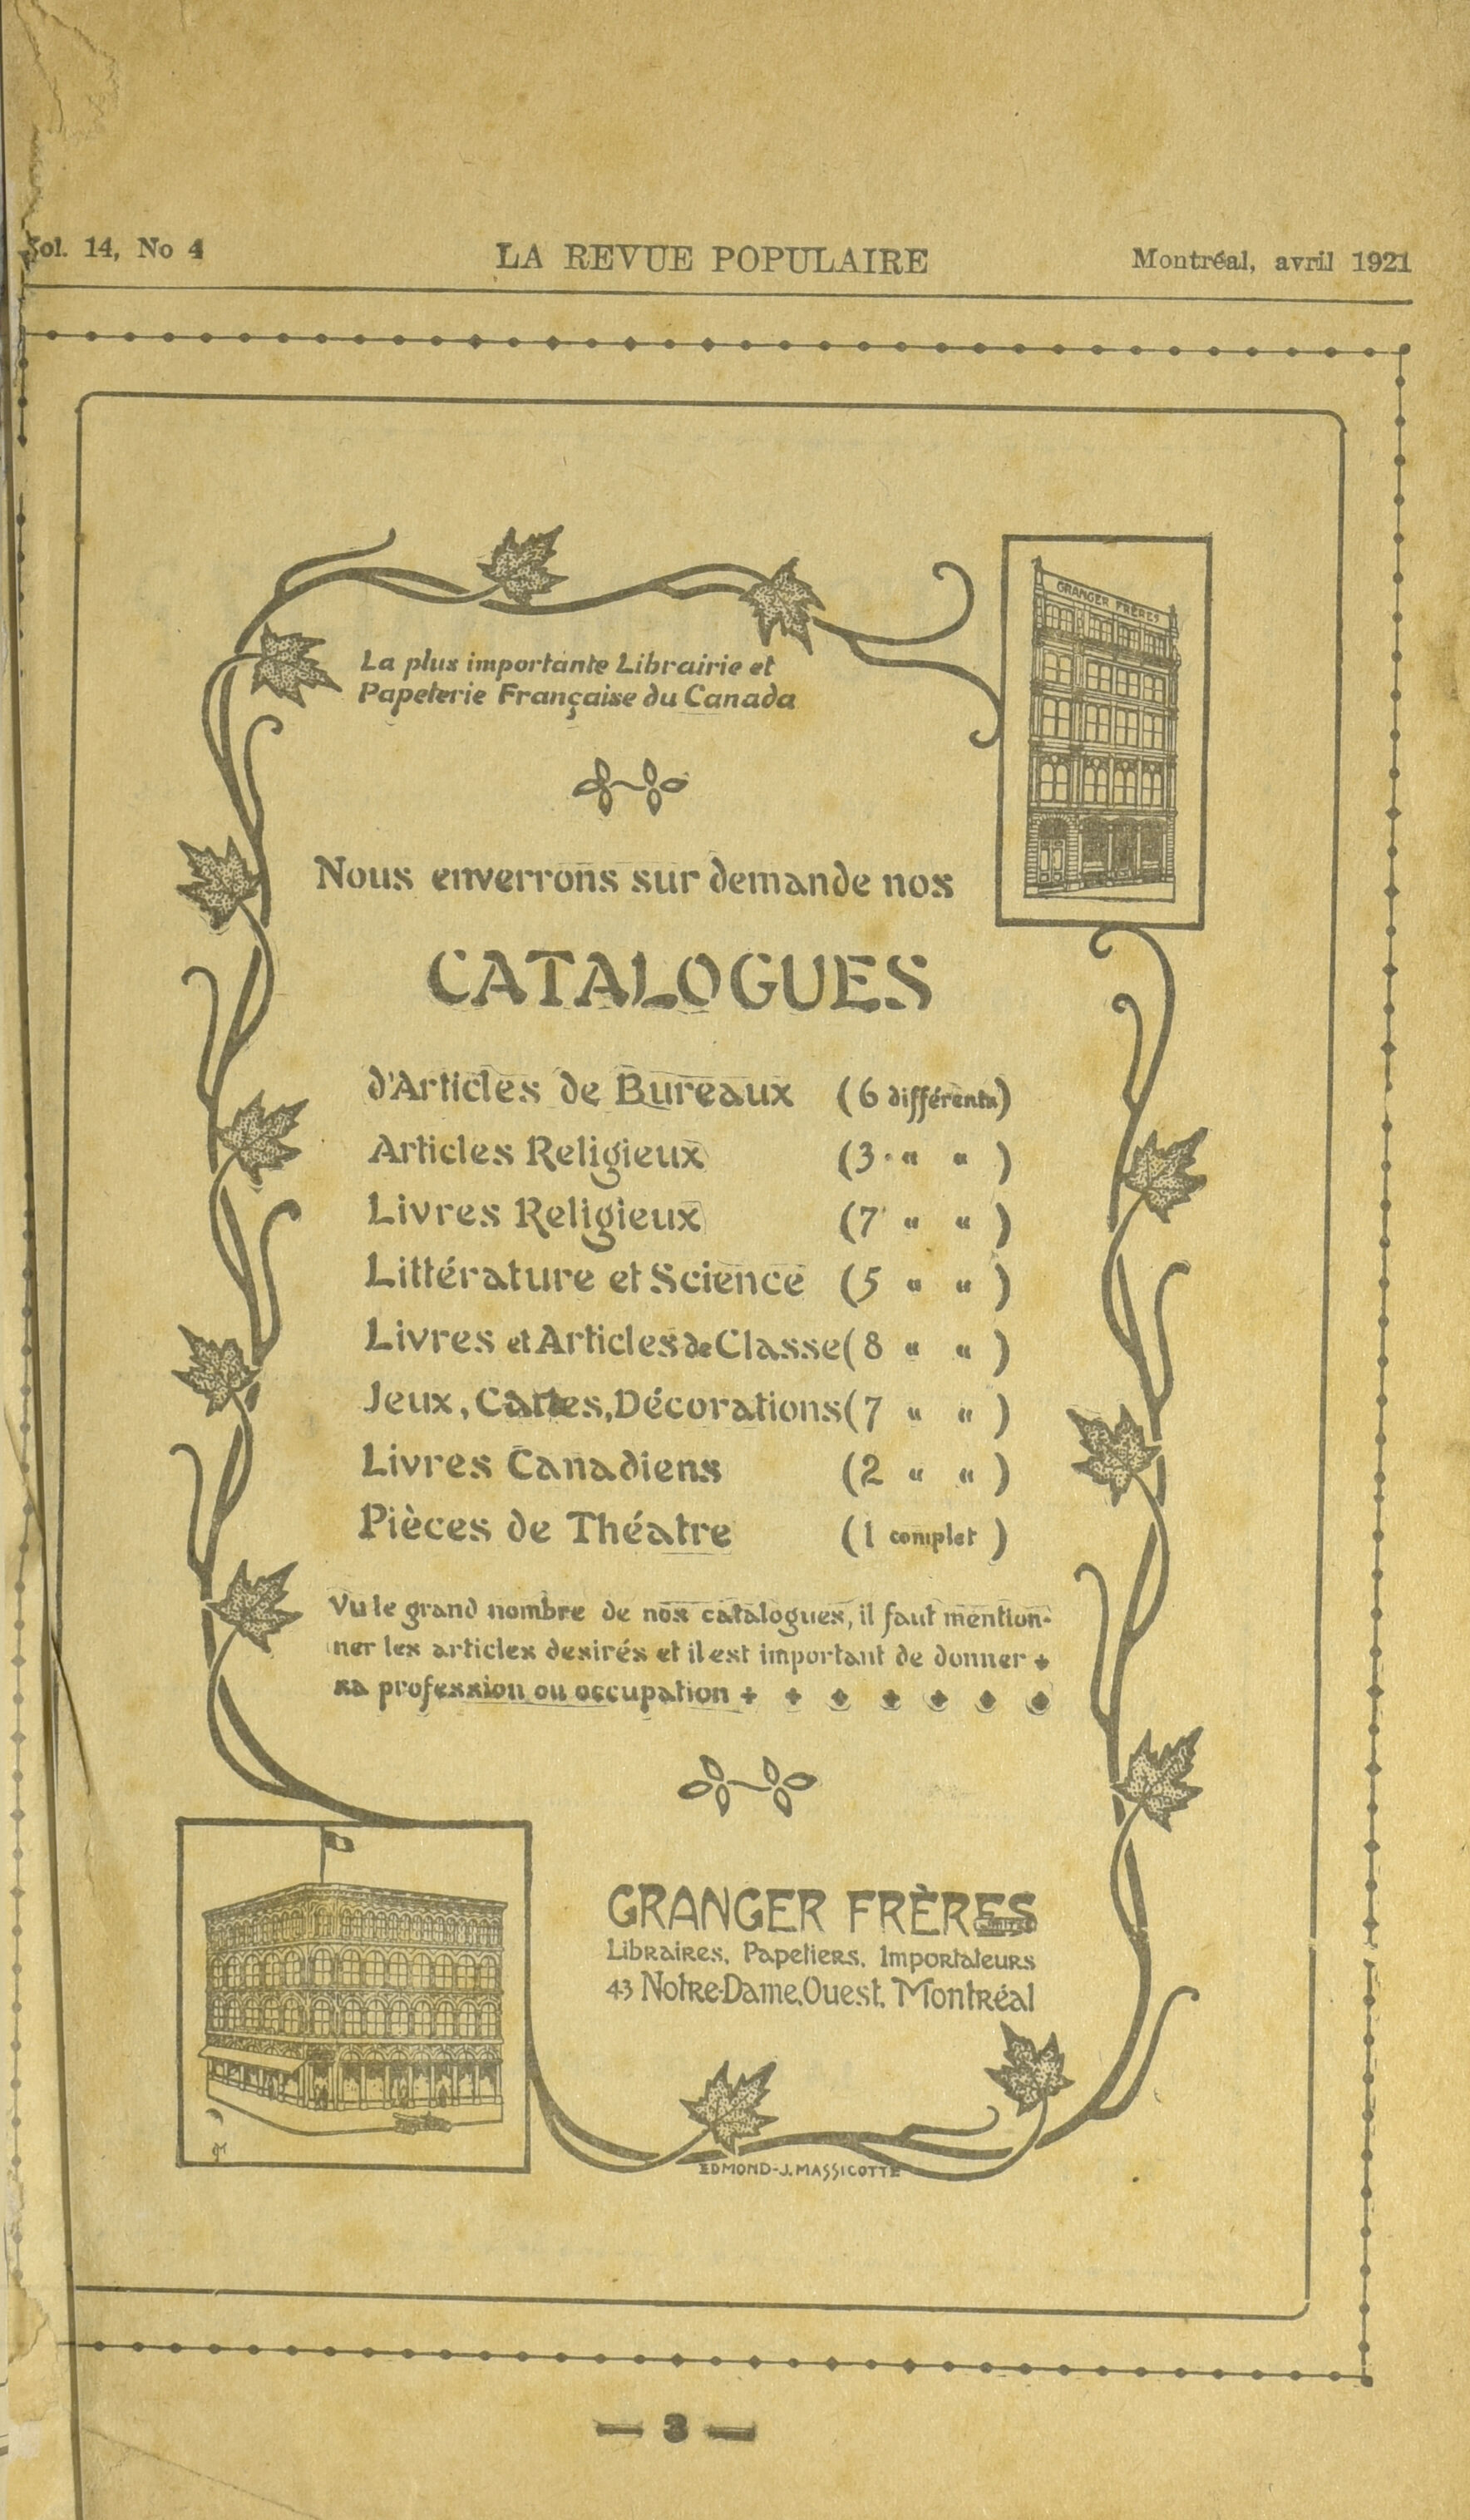 Vol. 14, No 4 LA REVUE POPULAIRE Montréal, avril 1921
GRANGER FRERES
La plus importante Librairie et
Papeterie Française du Canada
Nous enverrons sur demande nos
CATALOGUES
d'Articles de Bureaux (6 différents)
Articles Religieux (3 " " )
Livres Religieux (7 " " )
Littérature et Science (5 " " )
Livres et Articles de Classe (8 " " )
Jeux, Cartes, Décorations (7 " " )
Livres Canadiens (2 " " )
Pièces de Théatre (1 complet )
Vu le grand nombre de nos catalogues, il faut mention-
ner les articles desirés et il est important de donner
sa profession ou occupation
GRANGER FRÈRES
Libraires, Papetiers, Importateurs
43 Notre-Dame, Ouest, Montréal
EDMOND-J. MASSICOTTE
— 3 —